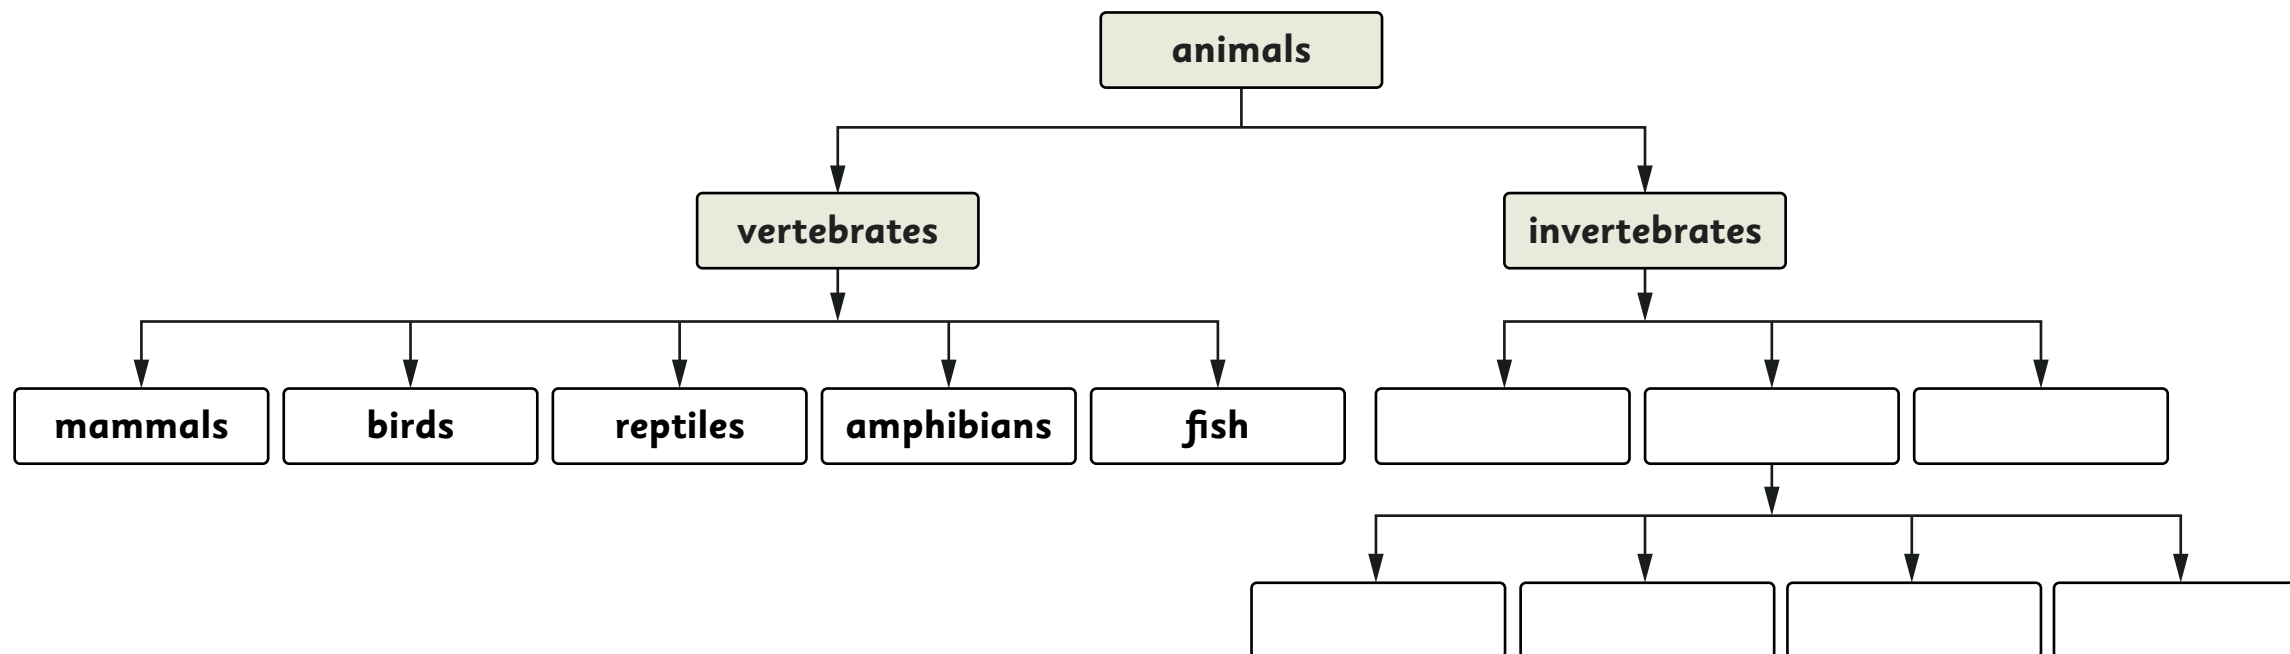 animals
vertebrates
invertebrates
mammals
birds
reptiles
amphibians
fish